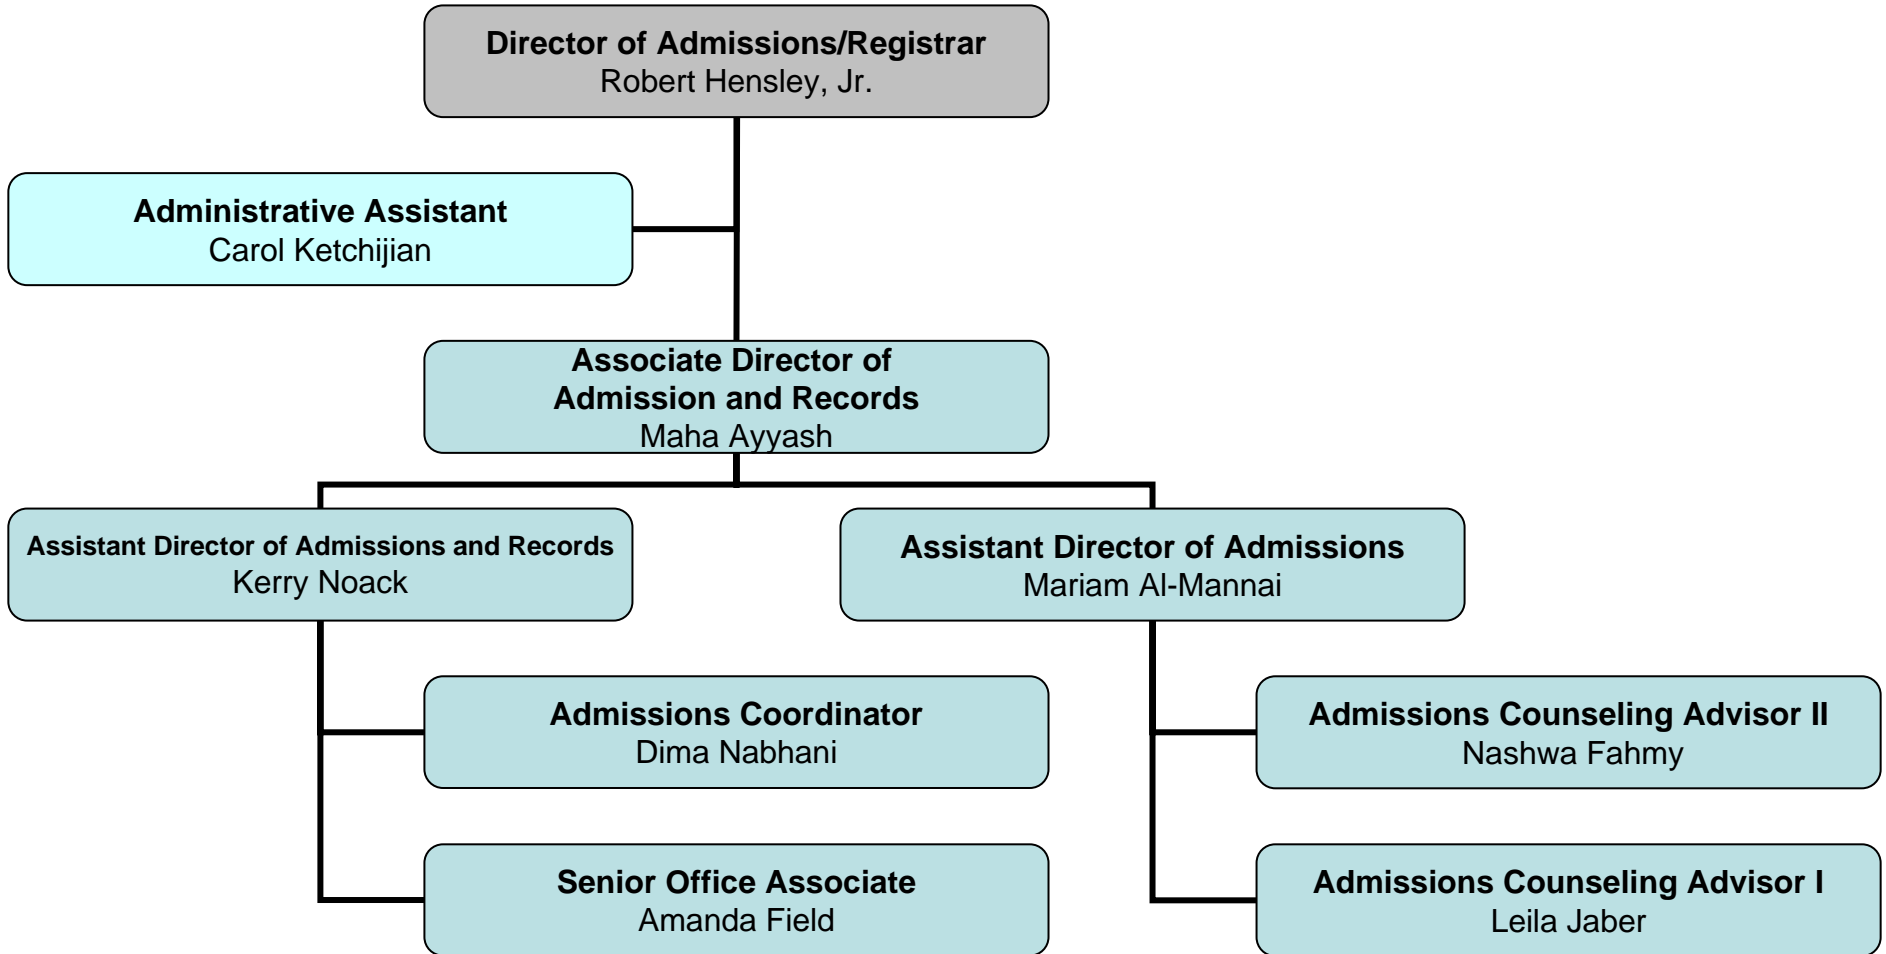 Director of Admissions/Registrar
Robert Hensley, Jr.
Administrative Assistant
Carol Ketchijian
Associate Director of
Admission and Records
Maha Ayyash
Assistant Director of Admissions and Records
Kerry Noack
Assistant Director of Admissions
Mariam Al-Mannai
Admissions Coordinator
Dima Nabhani
Admissions Counseling Advisor II
Nashwa Fahmy
Senior Office Associate
Amanda Field
Admissions Counseling Advisor I
Leila Jaber